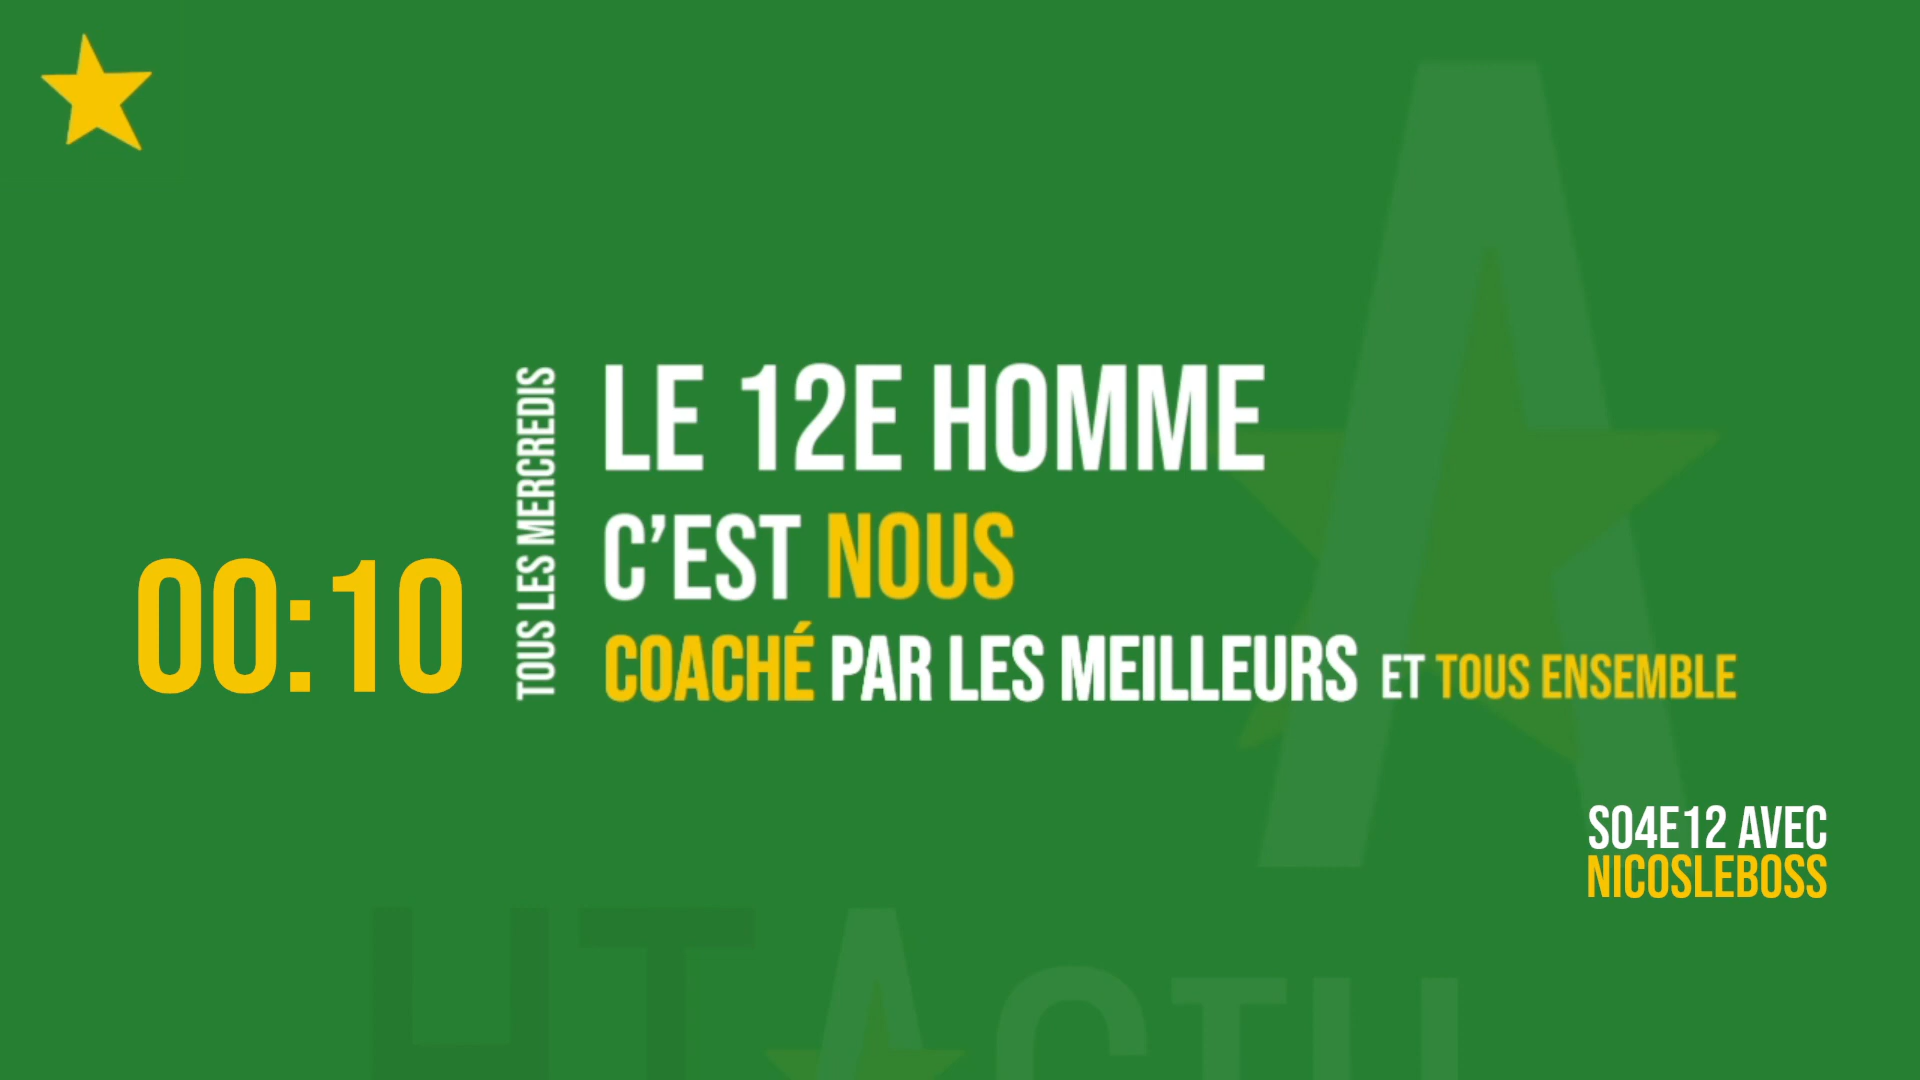 00:10
TOUS LES MERCREDIS
LE 12E HOMME
C'EST NOUS
COACHÉ PAR LES MEILLEURS ET TOUS ENSEMBLE
S04E12 AVEC
NICOSLEBOSS
HTACTU